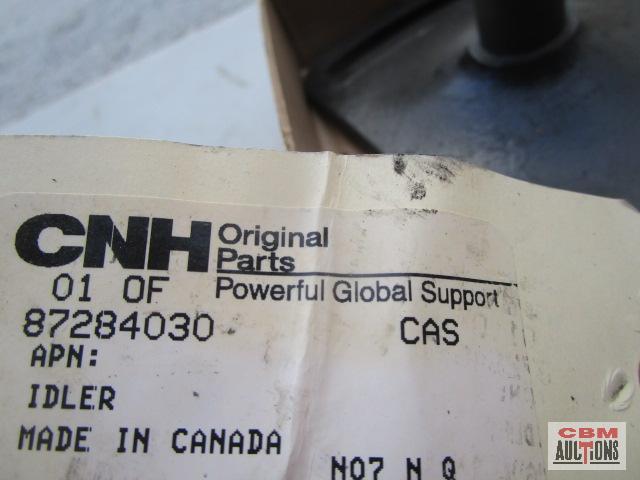 CNH Original
Parts
01 OF Powerful Global Support
87284030 CAS
APN:
IDLER
MADE IN CANADA
N07 N Q
CBM
AUCTIONS